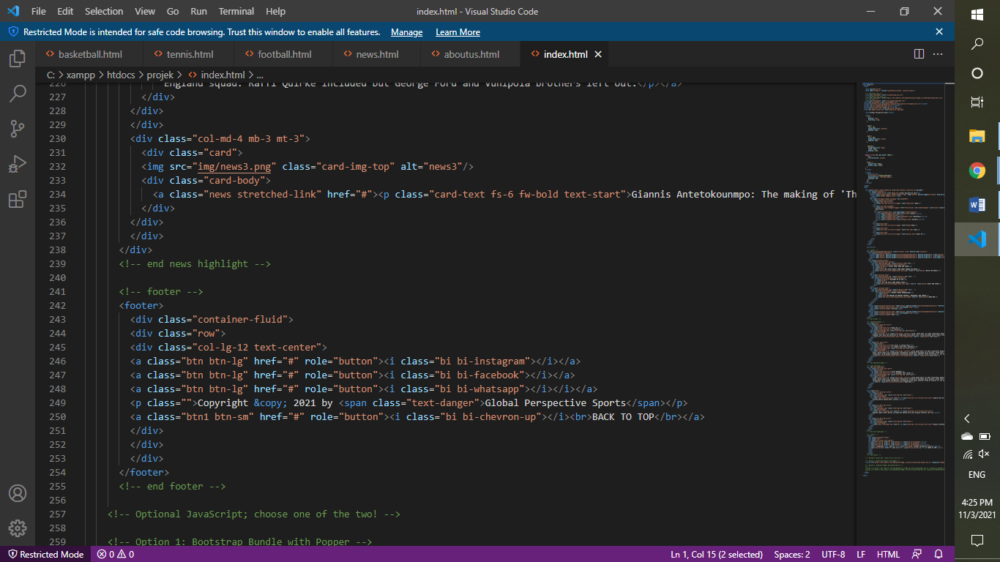 File Edit Selection View Go Run Terminal Help index.html - Visual Studio Code
Restricted Mode is intended for safe code browsing. Trust this window to enable all features. Manage Learn More
basketball.html tennis.html football.html news.html aboutus.html index.html
C: > xampp > htdocs > projek > index.html > ...
226 England squad: Raffi Quirke included but George Ford and Vunipola brothers left out.</p></a>
227 </div>
228 </div>
229 </div>
230 <div class="col-md-4 mb-3 mt-3">
231 <div class="card">
232 <img src="img/news3.png" class="card-img-top" alt="news3"/>
233 <div class="card-body">
234 <a class="news stretched-link" href="#"><p class="card-text fs-6 fw-bold text-start">Giannis Antetokounmpo: The making of 'Th
235 </div>
236 </div>
237 </div>
238 </div>
239 <!-- end news highlight -->
240
241 <!-- footer -->
242 <footer>
243 <div class="container-fluid">
244 <div class="row">
245 <div class="col-lg-12 text-center">
246 <a class="btn btn-lg" href="#" role="button"><i class="bi bi-instagram"></i></a>
247 <a class="btn btn-lg" href="#" role="button"><i class="bi bi-facebook"></i></a>
248 <a class="btn btn-lg" href="#" role="button"><i class="bi bi-whatsapp"></i></i></a>
249 <p class="">Copyright &copy; 2021 by <span class="text-danger">Global Perspective Sports</span></p>
250 <a class="btn1 btn-sm" href="#" role="button"><i class="bi bi-chevron-up"></i><br>BACK TO TOP</br></a>
251 </div>
252 </div>
253 </div>
254 </footer>
255 <!-- end footer -->
256
257 <!-- Optional JavaScript; choose one of the two! -->
258
259 <!-- Option 1: Bootstrap Bundle with Popper -->
Restricted Mode 0 0 Ln 1, Col 15 (2 selected) Spaces: 2 UTF-8 LF HTML
ENG
4:25 PM
11/3/2021